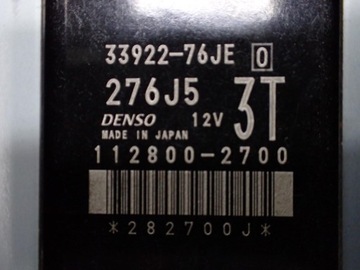 33922-76JE 0
276J5 3T
DENSO 12V
MADE IN JAPAN
112800-2700
*282700J*